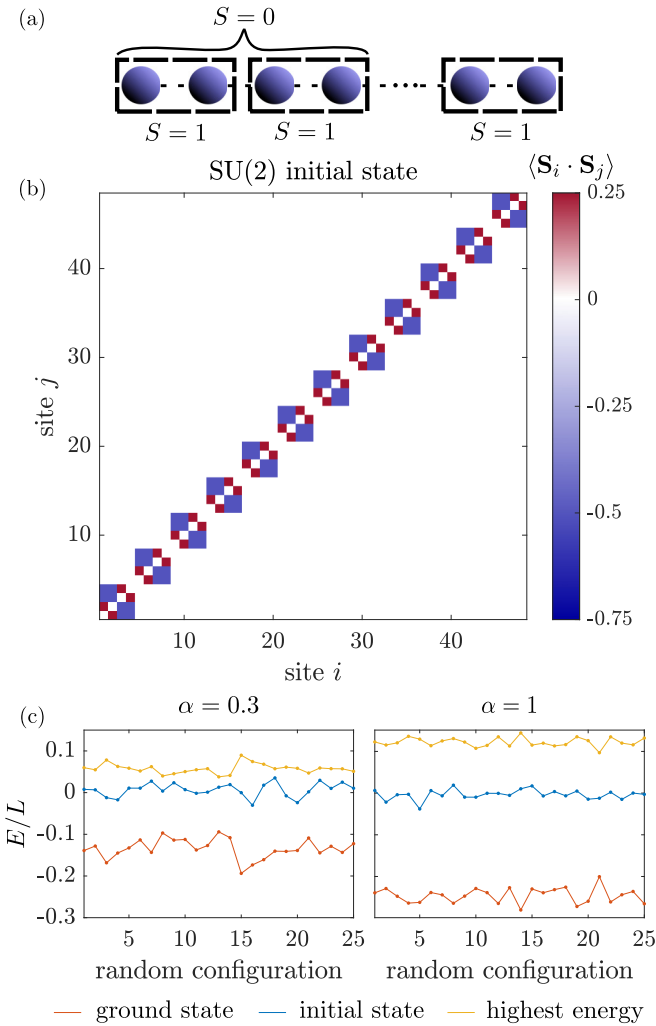 (a)
S = 0
S = 1
S = 1
S = 1
(b)
SU(2) initial state
⟨S_i · S_j⟩
site j
40
30
20
10
10
20
30
40
site i
0.25
0
-0.25
-0.5
-0.75
(c)
α = 0.3
α = 1
E/L
0.1
0
-0.1
-0.2
-0.3
5
10
15
20
25
5
10
15
20
25
random configuration
random configuration
ground state
initial state
highest energy